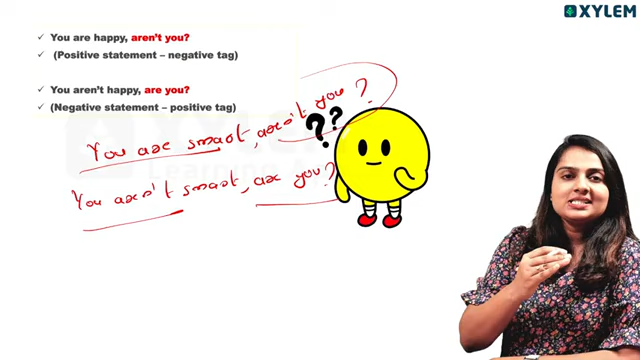 XYLEM
✓ You are happy, aren't you?
✓ (Positive statement – negative tag)
✓ You aren't happy, are you?
✓ (Negative statement – positive tag)
You are smart, aren't you?
??
You aren't smart, are you?